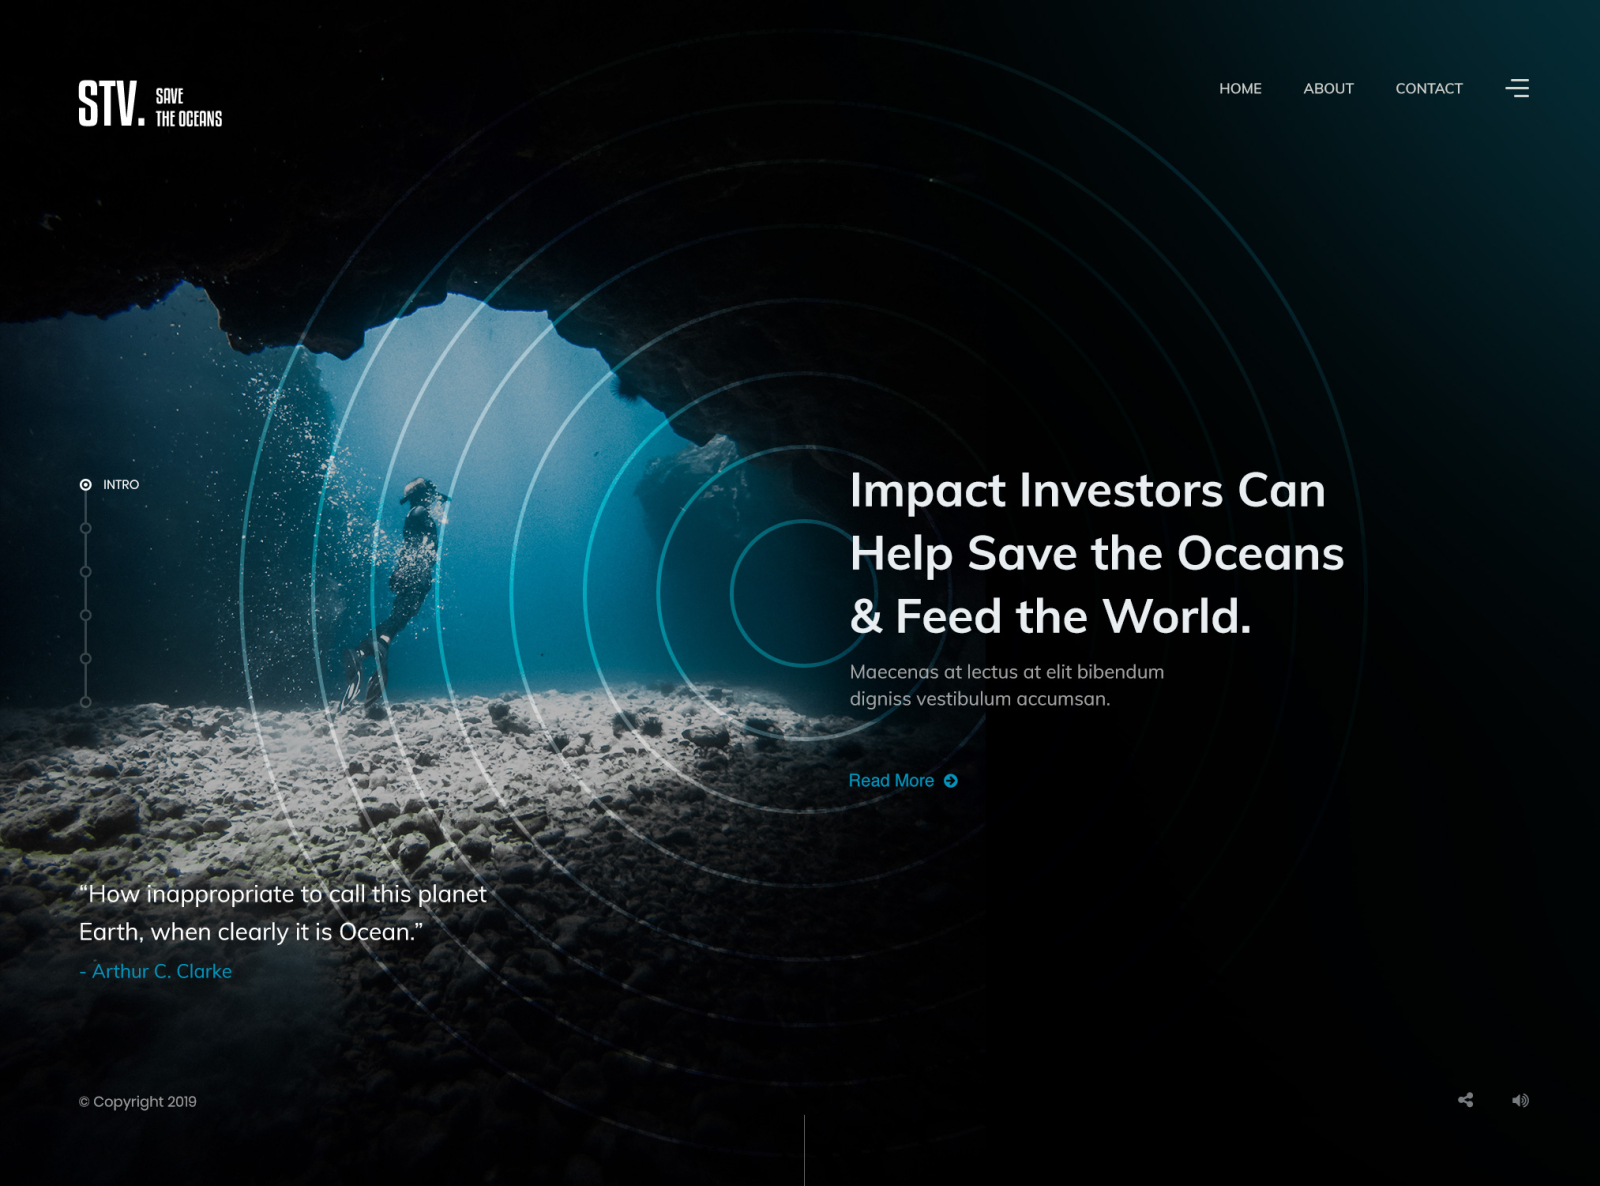 STV.
SAVE
THE OCEANS
HOME
ABOUT
CONTACT
INTRO
Impact Investors Can
Help Save the Oceans
& Feed the World.
Maecenas at lectus at elit bibendum
digniss vestibulum accumsan.
Read More
“How inappropriate to call this planet
Earth, when clearly it is Ocean.”
- Arthur C. Clarke
© Copyright 2019